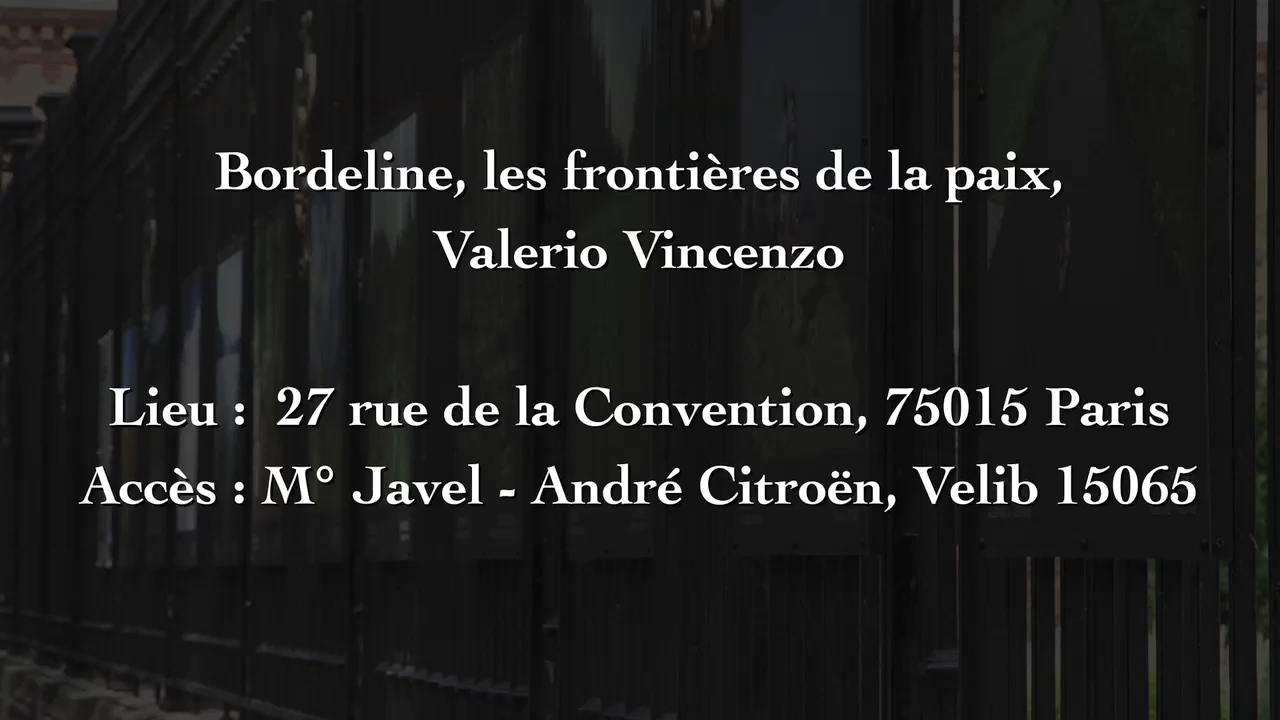 Bordeline, les frontières de la paix,
Valerio Vincenzo
Lieu : 27 rue de la Convention, 75015 Paris
Accès : M° Javel - André Citroën, Velib 15065